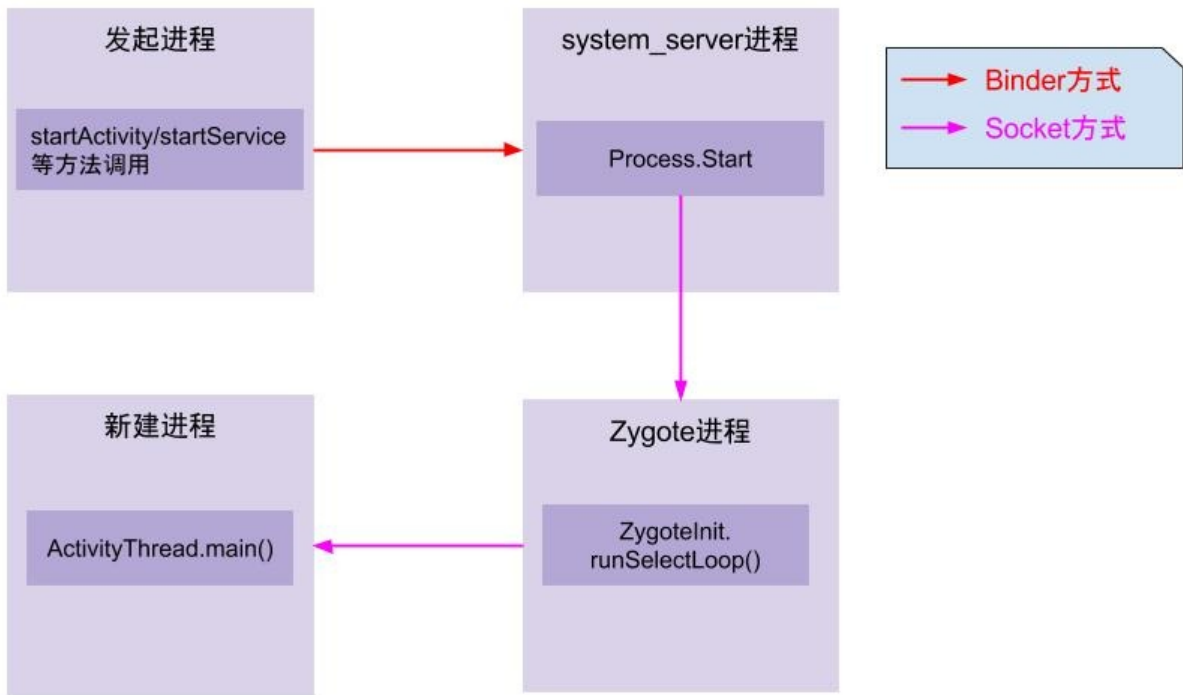 发起进程
startActivity/startService
等方法调用
system_server进程
Process.Start
Binder方式
Socket方式
新建进程
ActivityThread.main()
Zygote进程
ZygoteInit.
runSelectLoop()